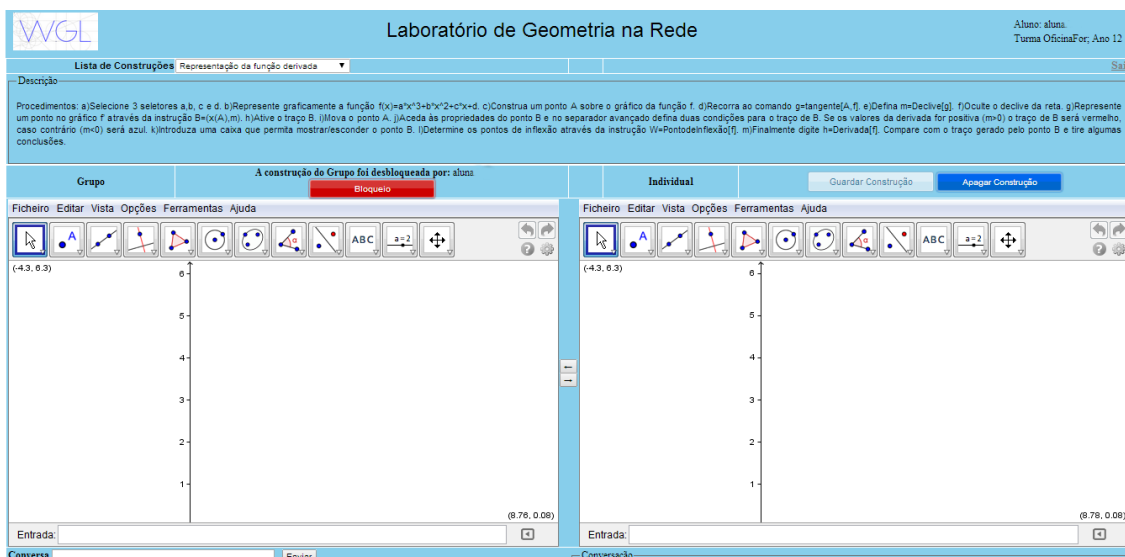 WGL
Laboratório de Geometria na Rede
Aluno: aluna.
Turma OficinaFor; Ano 12
Lista de Construções Representação da função derivada
Sai
Descrição
Procedimentos: a)Selecione 3 seletores a,b, c e d. b)Represente graficamente a função f(x)=a*x^3+b*x^2+c*x+d. c)Construa um ponto A sobre o gráfico da função f. d)Recorra ao comando g=tangente[A,f]. e)Defina m=Declive[g]. f)Oculte o declive da reta. g)Represente
um ponto no gráfico f' através da instrução B=(x(A),m). h)Ative o traço B. i)Mova o ponto A. j)Aceda às propriedades do ponto B e no separador avançado defina duas condições para o traço de B. Se os valores da derivada for positiva (m>0) o traço de B será vermelho,
caso contrário (m<0) será azul. k)Introduza uma caixa que permita mostrar/esconder o ponto B. l)Determine os pontos de inflexão através da instrução W=PontodeInflexão[f]. m)Finalmente digite h=Derivada[f]. Compare com o traço gerado pelo ponto B e tire algumas
conclusões.
Grupo
A construção do Grupo foi desbloqueada por: aluna
Bloqueio
Individual
Guardar Construção
Apagar Construção
Ficheiro Editar Vista Opções Ferramentas Ajuda
A
α
ABC
a=2
(-4.3, 6.3)
6
5
4
3
2
1
(8.76, 0.08)
Entrada:
Ficheiro Editar Vista Opções Ferramentas Ajuda
A
α
ABC
a=2
(-4.3, 6.3)
6
5
4
3
2
1
(8.78, 0.08)
Entrada:
Conversa
Enviar
Conversação